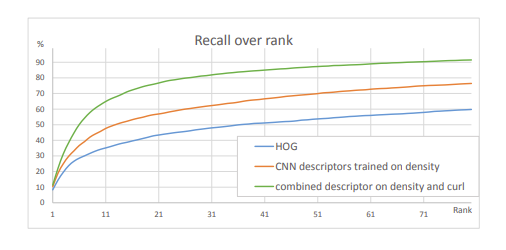 Recall over rank
%
90
80
70
60
50
40
30
20
10
0
1 11 21 31 41 51 61 71 Rank
HOG
CNN descriptors trained on density
combined descriptor on density and curl